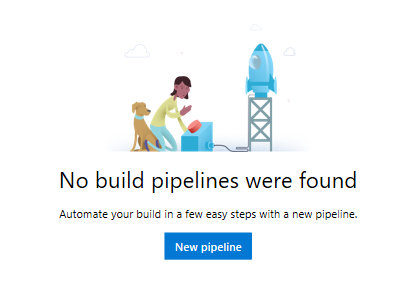 No build pipelines were found
Automate your build in a few easy steps with a new pipeline.
New pipeline